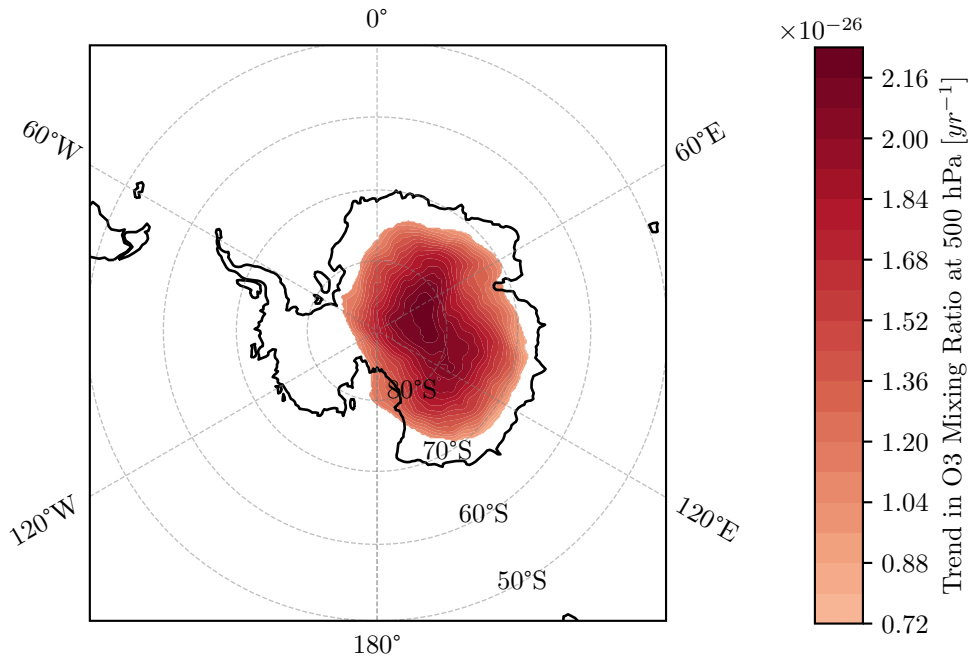 0°
×10⁻²⁶
60°W
60°E
80°S
70°S
60°S
50°S
120°W
120°E
180°
2.16
2.00
1.84
1.68
1.52
1.36
1.20
1.04
0.88
0.72
Trend in O3 Mixing Ratio at 500 hPa [yr⁻¹]